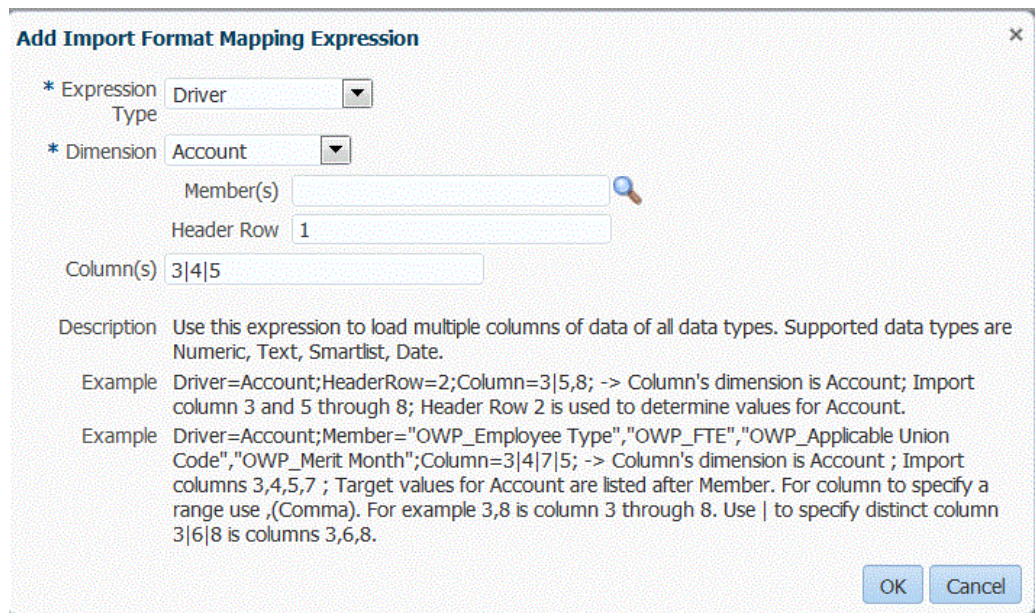 Add Import Format Mapping Expression
* Expression Type Driver
* Dimension Account
Member(s)
Header Row 1
Column(s) 3|4|5
Description Use this expression to load multiple columns of data of all data types. Supported data types are
Numeric, Text, Smartlist, Date.
Example Driver=Account;HeaderRow=2;Column=3|5,8; -> Column's dimension is Account; Import
column 3 and 5 through 8; Header Row 2 is used to determine values for Account.
Example Driver=Account;Member="OWP_Employee Type","OWP_FTE","OWP_Applicable Union
Code","OWP_Merit Month";Column=3|4|7|5; -> Column's dimension is Account ; Import
columns 3,4,5,7 ; Target values for Account are listed after Member. For column to specify a
range use ,(Comma). For example 3,8 is column 3 through 8. Use | to specify distinct column
3|6|8 is columns 3,6,8.
OK Cancel